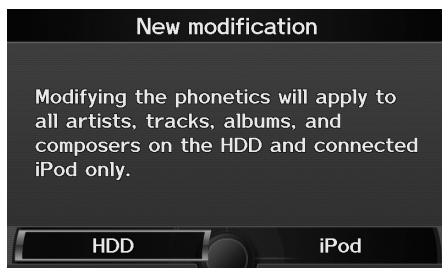 New modification
Modifying the phonetics will apply to
all artists, tracks, albums, and
composers on the HDD and connected
iPod only.
HDD iPod